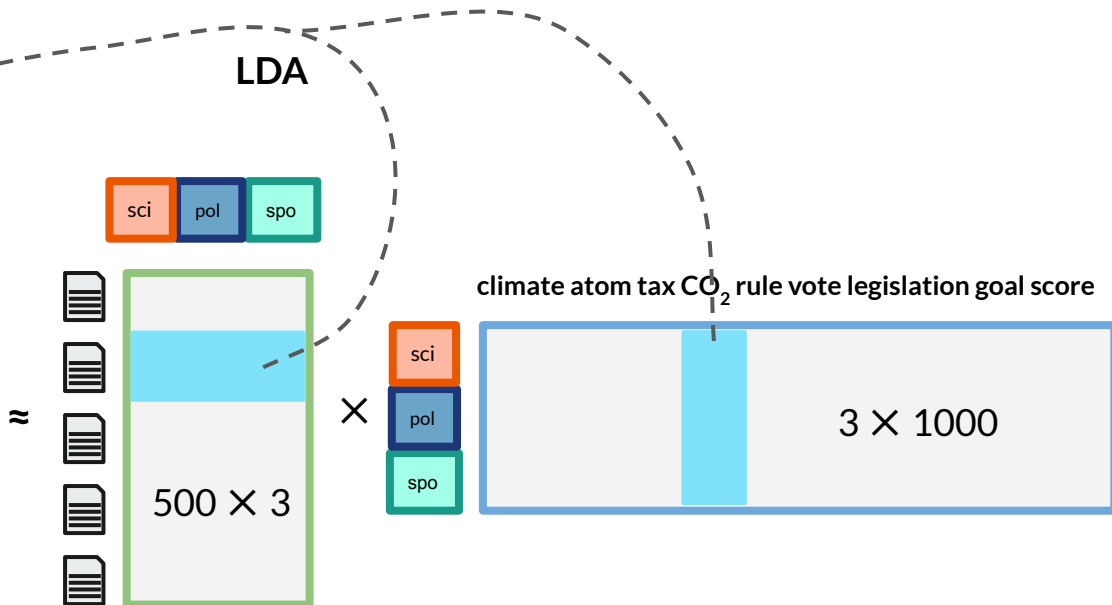 LDA
sci pol spo
climate atom tax CO₂ rule vote legislation goal score
≈
×
sci
pol
spo
3 × 1000
500 × 3